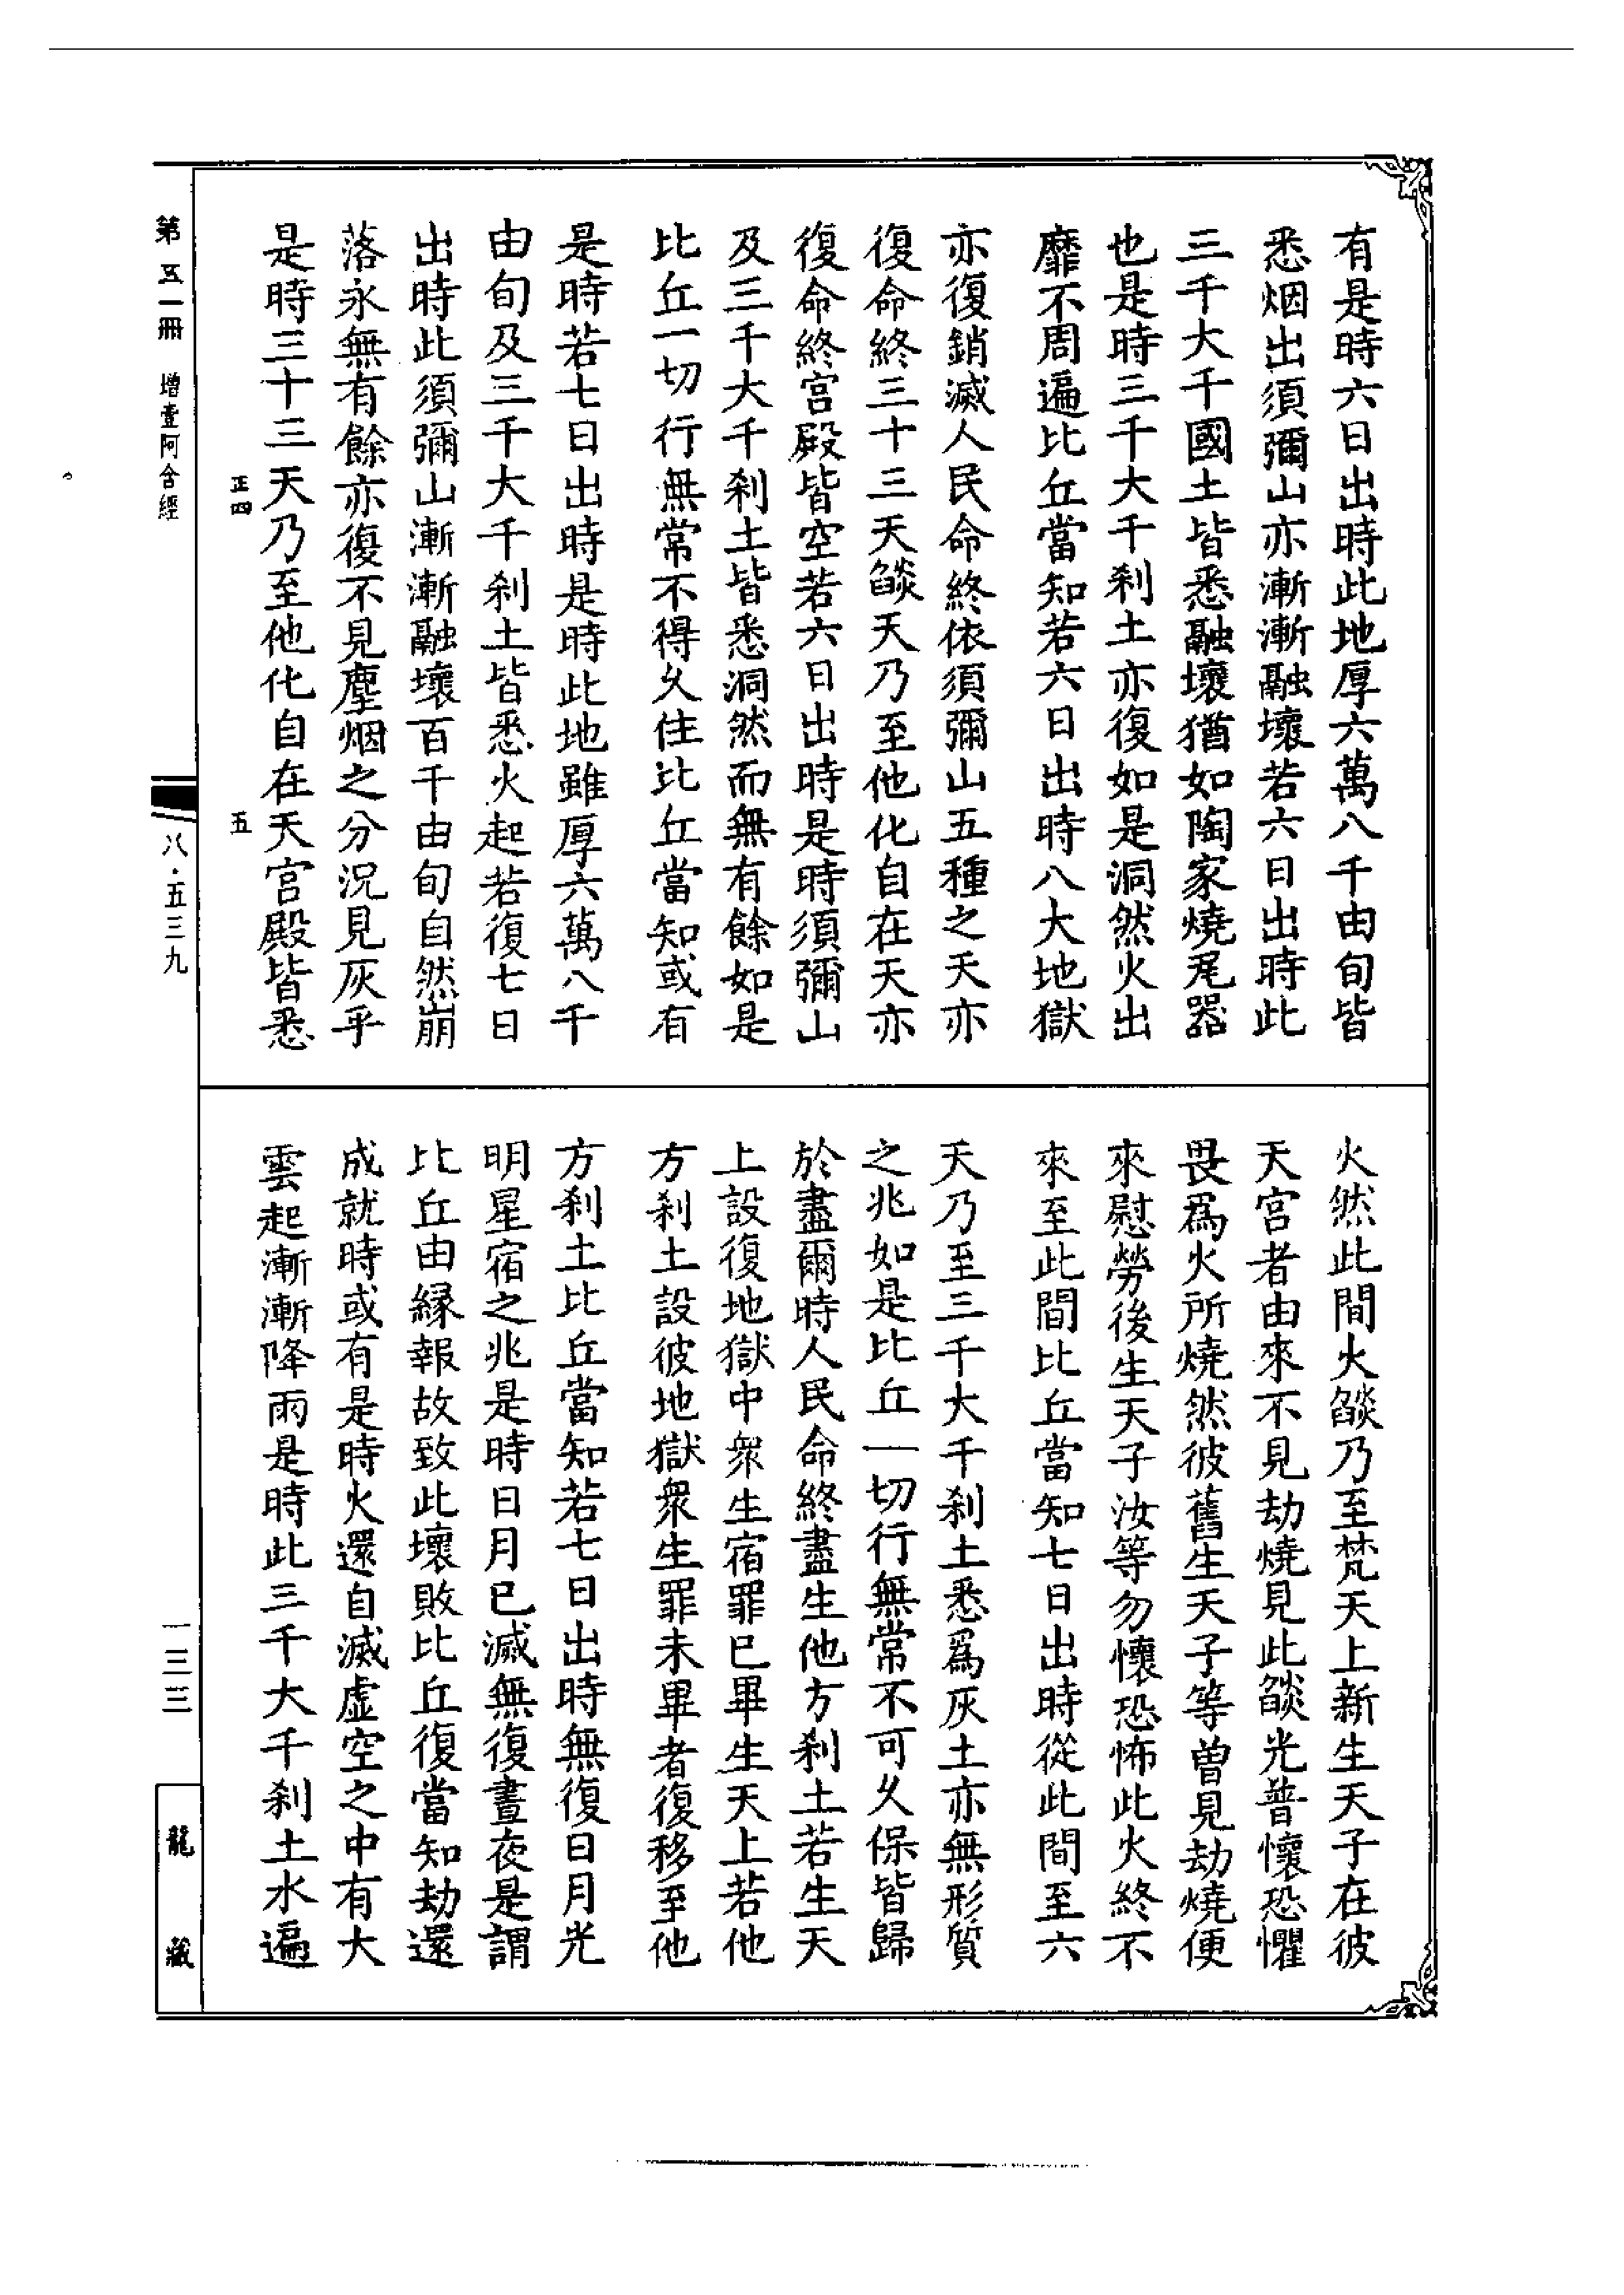 有是時六日出時此地厚六萬八千由旬皆
悉烟出須彌山亦漸漸融壞若六日出時此
三千大千國土皆悉融壞猶如陶家燒瓦器
也是時三千大千刹土亦復如是洞然火出
靡不周遍比丘當知若六日出時八大地獄
亦復銷滅人民命終依須彌山五種之天亦
復命終三十三天燄天乃至他化自在天亦
復命終宮殿皆空若六日出時是時須彌山
及三千大千刹土皆悉洞然而無有餘如是
比丘一切行無常不得久住比丘當知或有
是時若七日出時是時此地雖厚六萬八千
由旬及三千大千刹土皆悉火起若復七日
出時此須彌山漸漸融壞百千由旬自然崩
落永無有餘亦復不見塵烟之分況見灰乎
是時三十三天乃至他化自在天宮殿皆悉
火然此間火燄乃至梵天上新生天子在彼
天宮者由來不見劫燒見此燄光普懷恐懼
畏爲火所燒然彼舊生天子等曾見劫燒便
來慰勞後生天子汝等勿懷恐怖此火終不
來至此間比丘當知七日出時從此間至六
天乃至三千大千刹土悉爲灰土亦無形質
之兆如是比丘一切行無常不可久保皆歸
於盡爾時人民命終盡生他方刹土若生天
上設復地獄中衆生宿罪已畢生天上若他
方刹土設彼地獄衆生罪未畢者復移至他
方刹土比丘當知若七日出時無復日月光
明星宿之兆是時日月已滅無復晝夜是謂
比丘由緣報故致此壞敗比丘復當知劫還
成就時或有是時火還自滅虛空之中有大
雲起漸漸降雨是時此三千大千刹土水遍
正四
五
第五一冊
增壹阿含經
八·五三九
一三三
龍藏